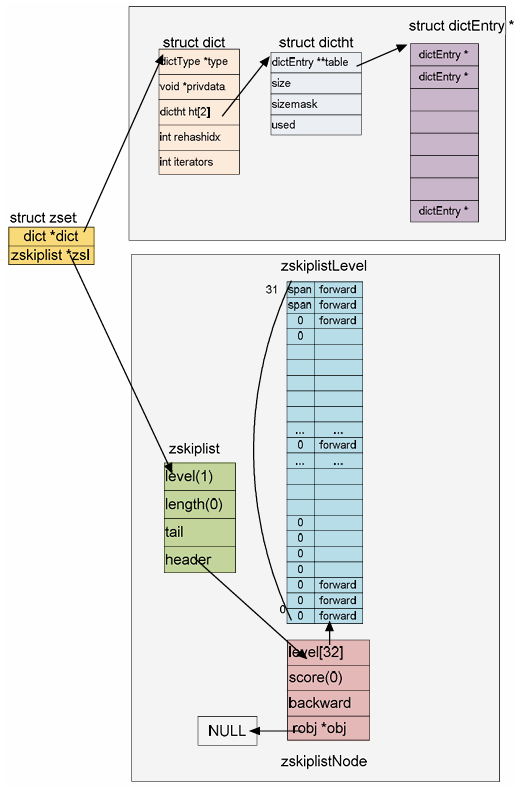 struct dictEntry *
struct dict
struct dictht
dictType *type
void *privdata
dictht ht[2]
int rehashidx
int iterators
dictEntry **table
size
sizemask
used
dictEntry *
dictEntry *
dictEntry *
struct zset
dict *dict
zskiplist *zsl
zskiplistLevel
31
span forward
span forward
0 forward
0
... ...
0 forward
... ...
0
0
0
0
0 forward
0 forward
0
0 forward
zskiplist
level(1)
length(0)
tail
header
level[32]
score(0)
backward
robj *obj
NULL
zskiplistNode